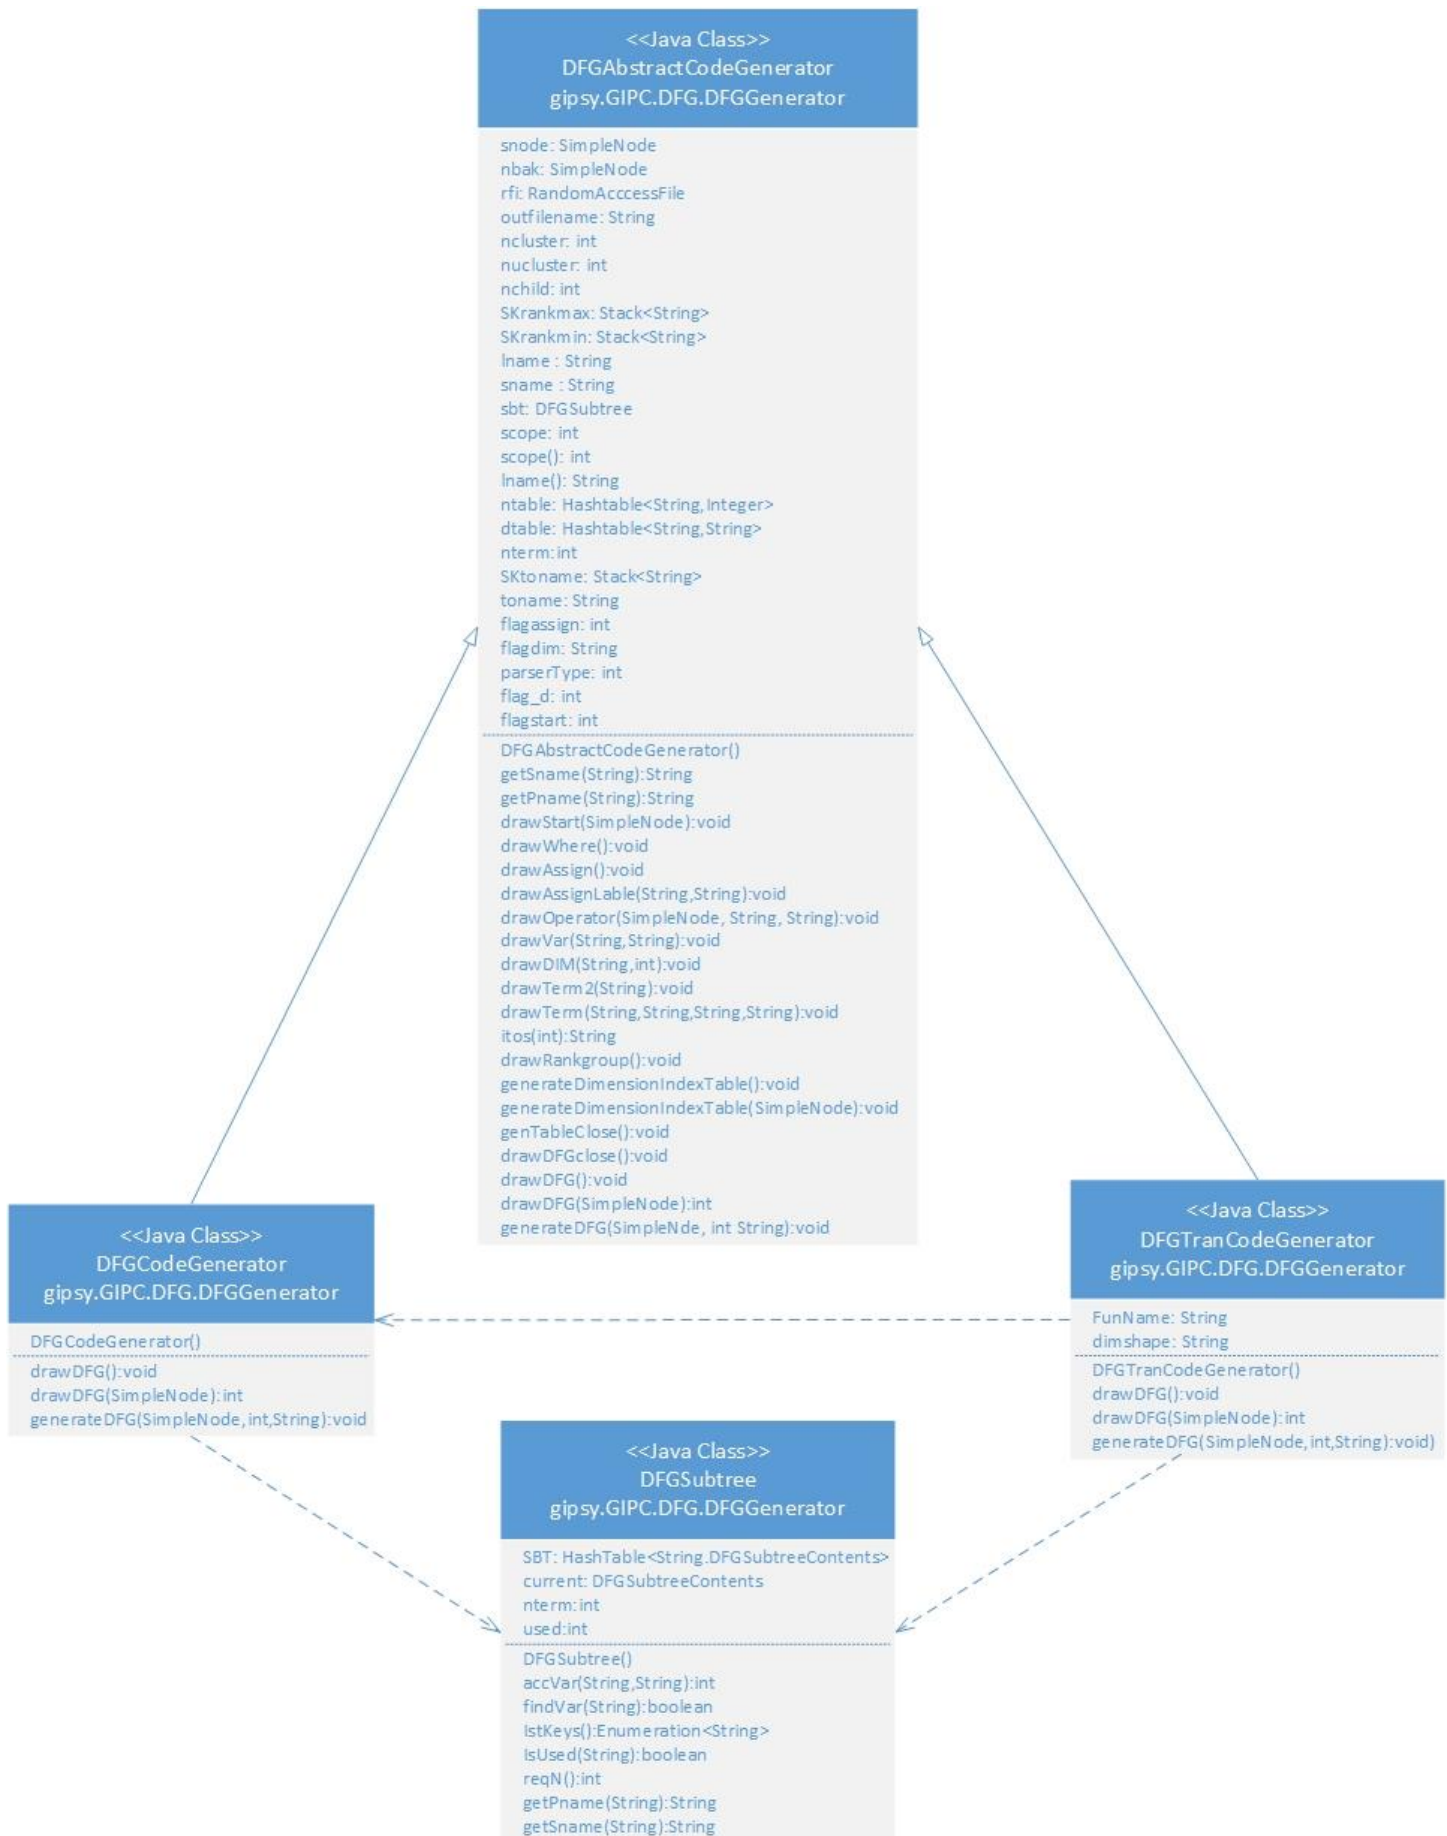 <<Java Class>>
DFGAbstractCodeGenerator
gipsy.GIPC.DFG.DFGGenerator
snode: SimpleNode
nbak: SimpleNode
rfi: RandomAcccessFile
outfilename: String
ncluster: int
nucluster: int
nchild: int
SKrankmax: Stack<String>
SKrankmin: Stack<String>
lname : String
sname : String
sbt: DFGSubtree
scope: int
scope(): int
lname(): String
ntable: Hashtable<String,Integer>
dtable: Hashtable<String,String>
nterm:int
SKtoname: Stack<String>
toname: String
flagassign: int
flagdim: String
parserType: int
flag_d: int
flagstart: int
DFGAbstractCodeGenerator()
getSname(String):String
getPname(String):String
drawStart(SimpleNode):void
drawWhere():void
drawAssign():void
drawAssignLable(String,String):void
drawOperator(SimpleNode, String, String):void
drawVar(String,String):void
drawDIM(String,int):void
drawTerm2(String):void
drawTerm(String,String,String,String):void
itos(int):String
drawRankgroup():void
generateDimensionIndexTable():void
generateDimensionIndexTable(SimpleNode):void
genTableClose():void
drawDFGclose():void
drawDFG():void
drawDFG(SimpleNode):int
generateDFG(SimpleNde, int String):void
<<Java Class>>
DFGCodeGenerator
gipsy.GIPC.DFG.DFGGenerator
DFGCodeGenerator()
drawDFG():void
drawDFG(SimpleNode):int
generateDFG(SimpleNode,int,String):void
<<Java Class>>
DFGTranCodeGenerator
gipsy.GIPC.DFG.DFGGenerator
FunName: String
dimshape: String
DFGTranCodeGenerator()
drawDFG():void
drawDFG(SimpleNode):int
generateDFG(SimpleNode,int,String):void)
<<Java Class>>
DFGSubtree
gipsy.GIPC.DFG.DFGGenerator
SBT: HashTable<String.DFGSubtreeContents>
current: DFGSubtreeContents
nterm:int
used:int
DFGSubtree()
accVar(String,String):int
findVar(String):boolean
lstKeys():Enumeration<String>
IsUsed(String):boolean
reqN():int
getPname(String):String
getSname(String):String